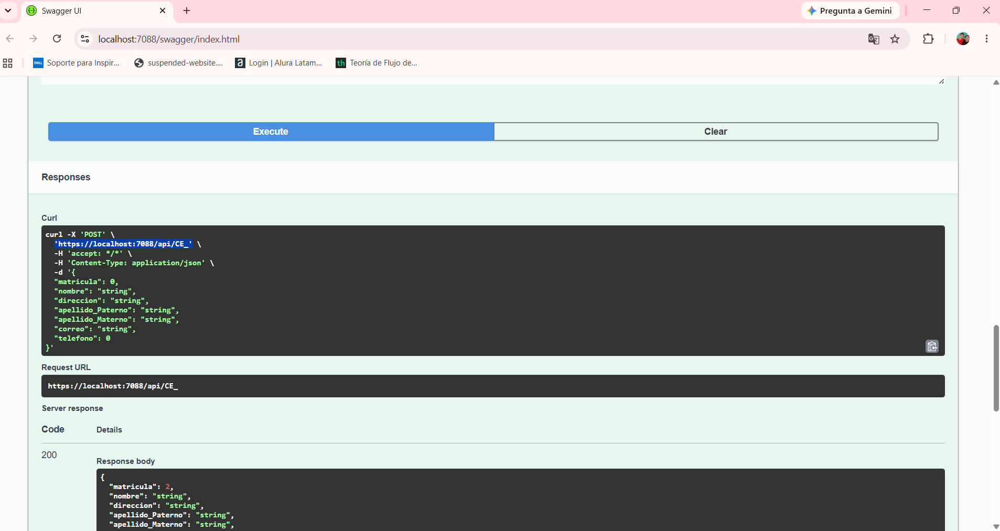 Swagger UI
Pregunta a Gemini
localhost:7088/swagger/index.html
DELL Soporte para Inspir...
suspended-website....
a Login | Alura Latam...
th Teoría de Flujo de...
Execute
Clear
Responses
Curl
curl -X 'POST' \
'https://localhost:7088/api/CE_' \
-H 'accept: */*' \
-H 'Content-Type: application/json' \
-d '{
"matricula": 0,
"nombre": "string",
"direccion": "string",
"apellido_Paterno": "string",
"apellido_Materno": "string",
"correo": "string",
"telefono": 0
}'
Request URL
https://localhost:7088/api/CE_
Server response
Code Details
200
Response body
{
"matricula": 2,
"nombre": "string",
"direccion": "string",
"apellido_Paterno": "string",
"apellido_Materno": "string",